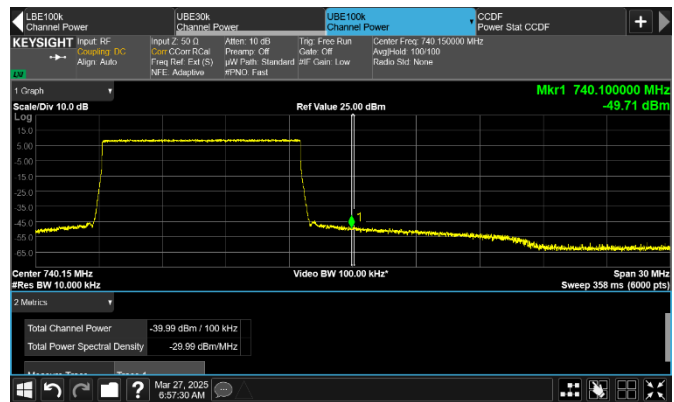 LBE100k
Channel Power
UBE30k
Channel Power
UBE100k
Channel Power
CCDF
Power Stat CCDF
KEYSIGHT
Input: RF
Coupling: DC
Align: Auto
Input Z: 50 Ω
Corr CCorr RCal
Freq Ref: Ext (S)
NFE: Adaptive
Atten: 10 dB
Preamp: Off
µW Path: Standard
#PNO: Fast
Trig: Free Run
Gate: Off
#IF Gain: Low
Center Freq: 740.150000 MHz
Avg|Hold: 100/100
Radio Std: None
1 Graph
Mkr1 740.100000 MHz
Scale/Div 10.0 dB
Ref Value 25.00 dBm
-49.71 dBm
Log
15.0
5.00
-5.00
-15.0
-25.0
-35.0
-45.0
-55.0
-65.0
1
Center 740.15 MHz
Video BW 100.00 kHz*
Span 30 MHz
#Res BW 10.000 kHz
Sweep 358 ms (6000 pts)
2 Metrics
Total Channel Power -39.99 dBm / 100 kHz
Total Power Spectral Density -29.99 dBm/MHz
?
Mar 27, 2025
6:57:30 AM